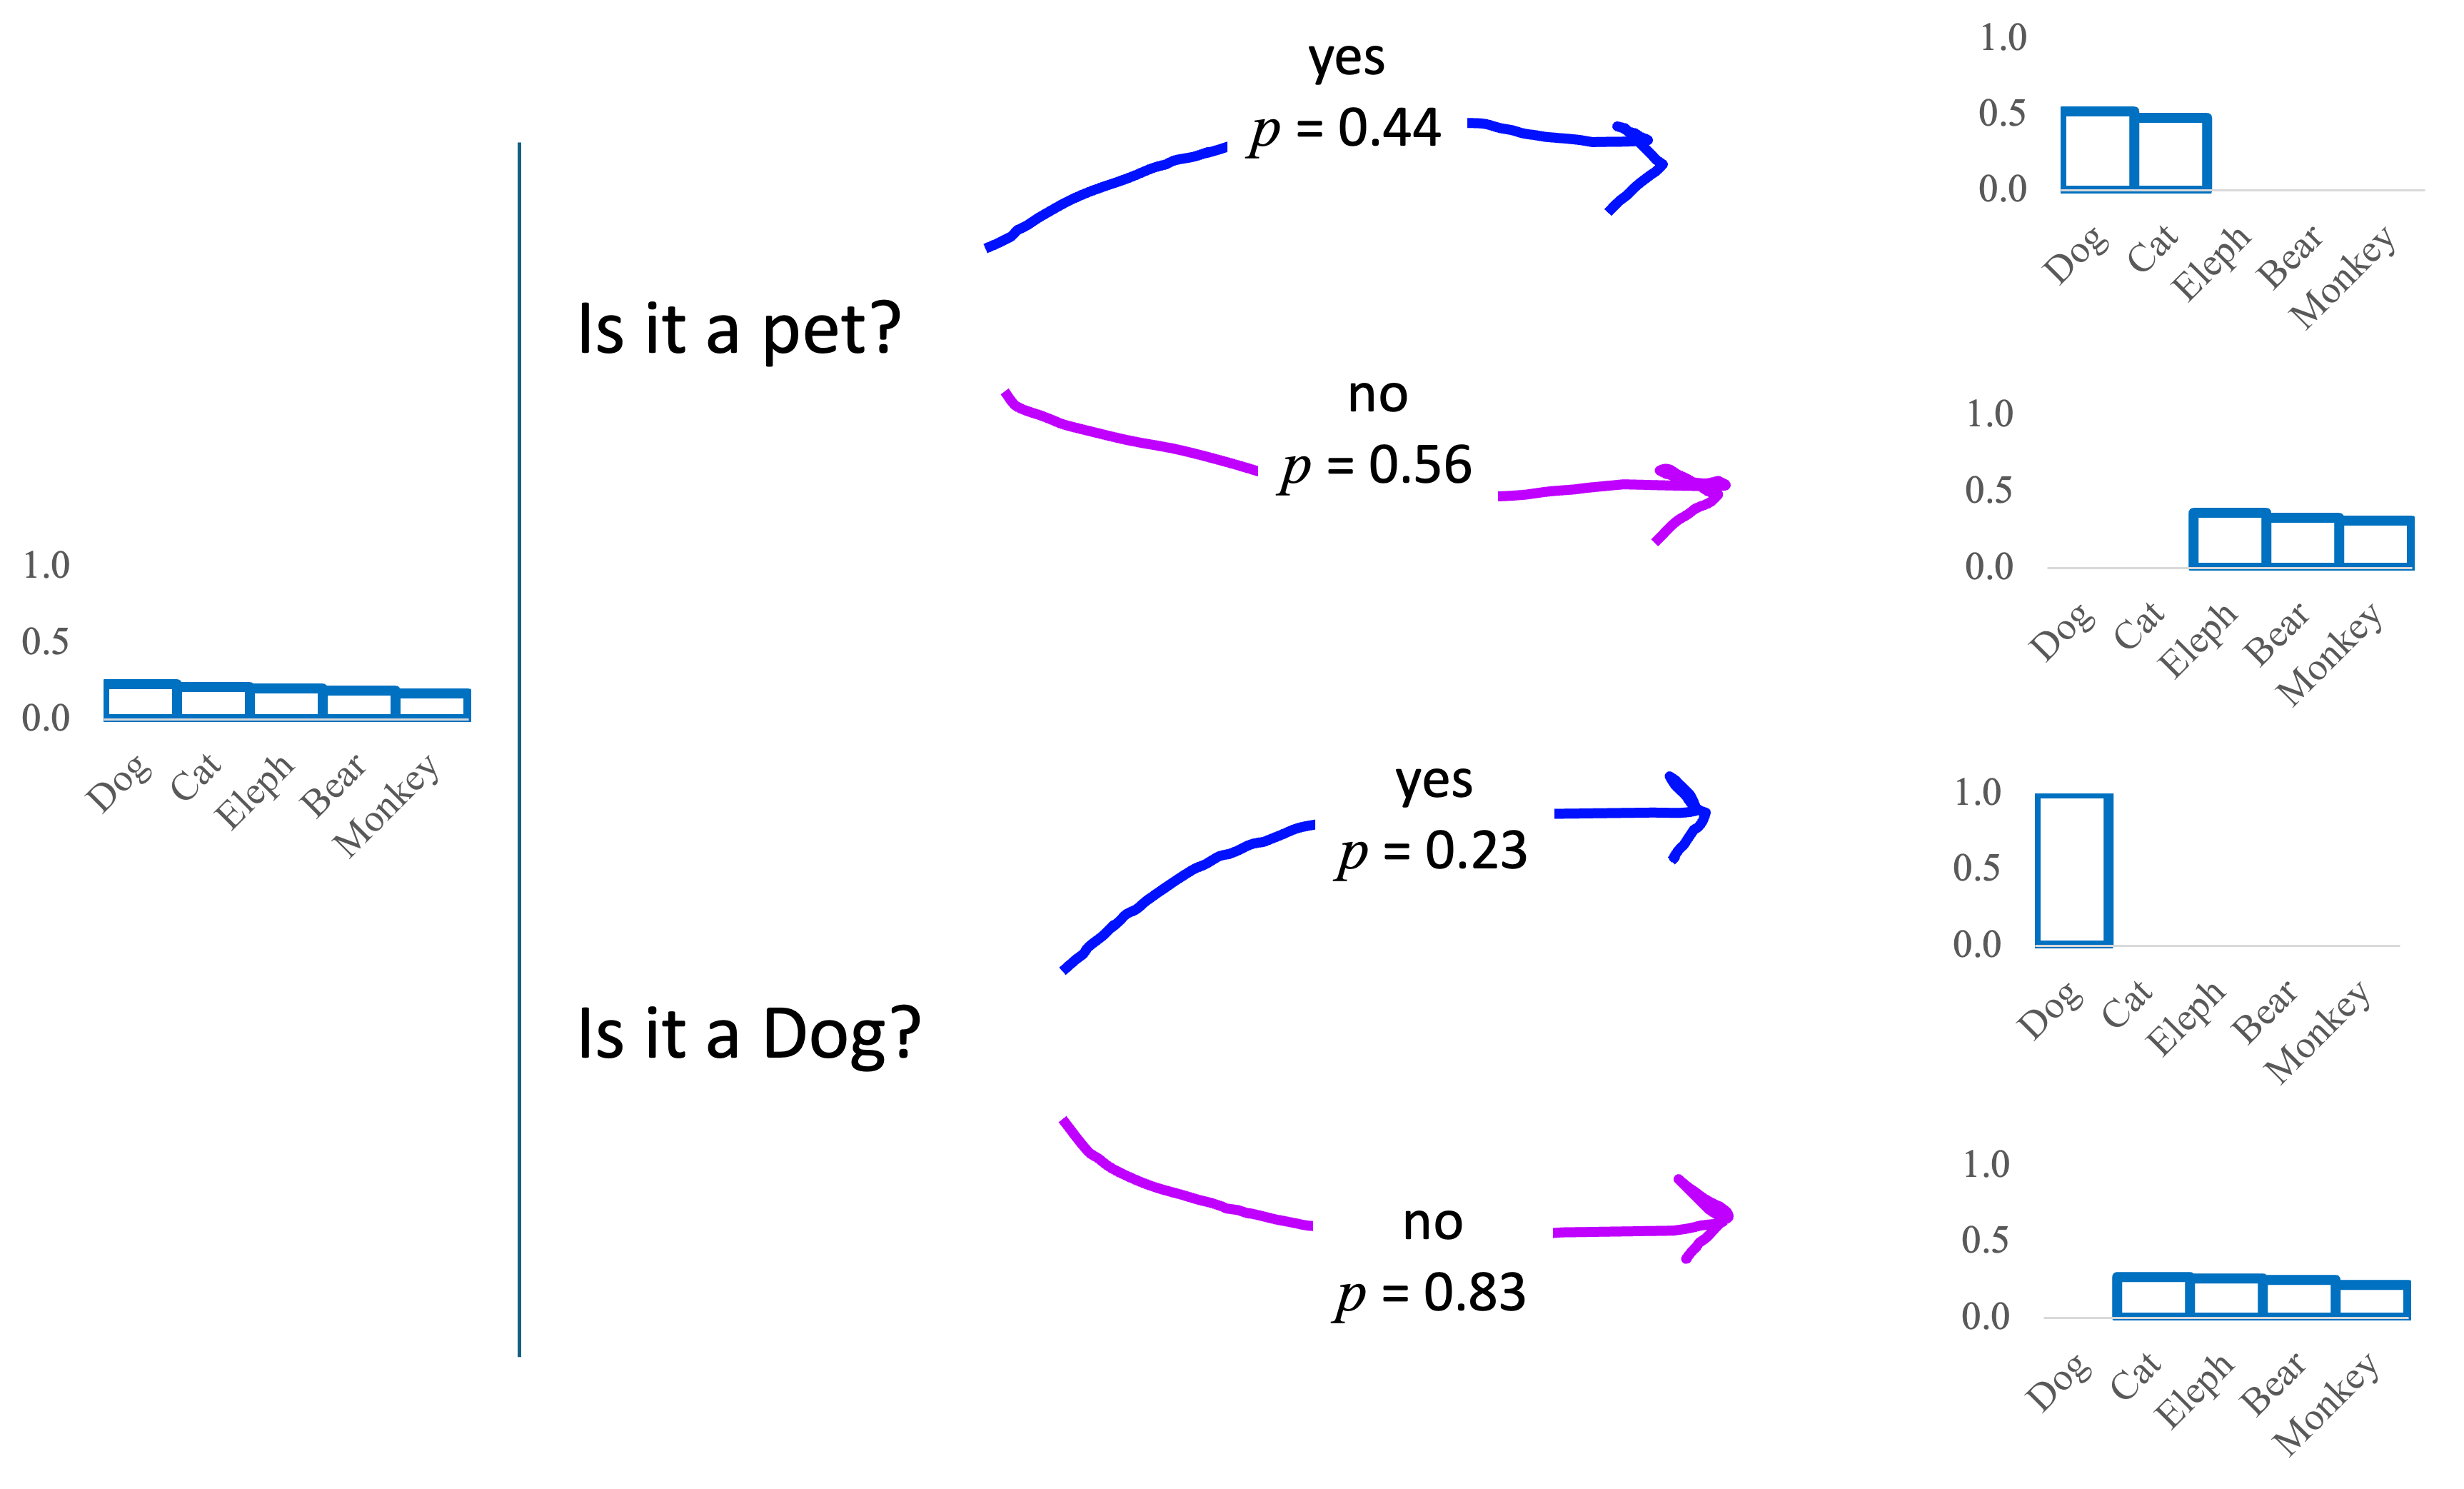 1.0
0.5
0.0
Dog
Cat
Eleph
Bear
Monkey
Is it a pet?
yes
p = 0.44
1.0
0.5
0.0
Dog
Cat
Eleph
Bear
Monkey
no
p = 0.56
1.0
0.5
0.0
Dog
Cat
Eleph
Bear
Monkey
Is it a Dog?
yes
p = 0.23
1.0
0.5
0.0
Dog
Cat
Eleph
Bear
Monkey
no
p = 0.83
1.0
0.5
0.0
Dog
Cat
Eleph
Bear
Monkey